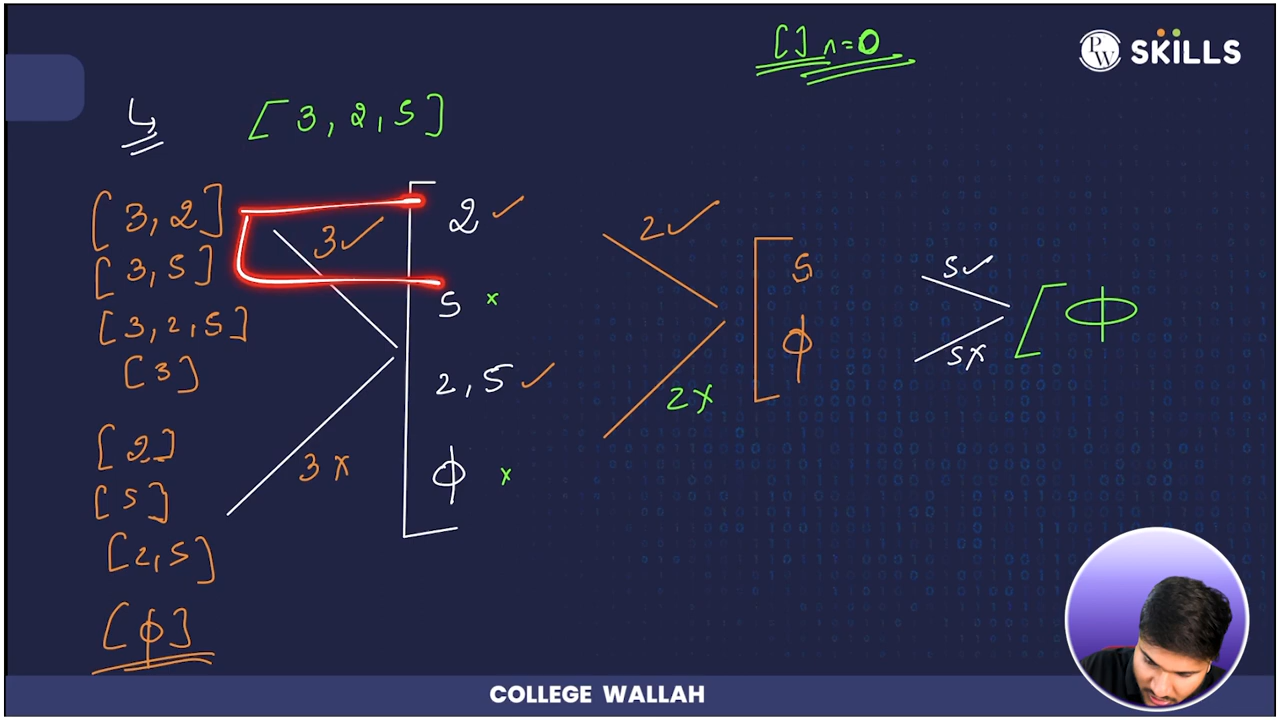 [] n=0
PW SKILLS
[3, 2, 5]
[3, 2]
[3, 5]
[3, 2, 5]
[3]
[2]
[5]
[2, 5]
[ϕ]
3✓
3x
2 ✓
5 x
2, 5 ✓
ϕ x
2✓
2x
5
ϕ
5✓
5x
[ϕ
COLLEGE WALLAH